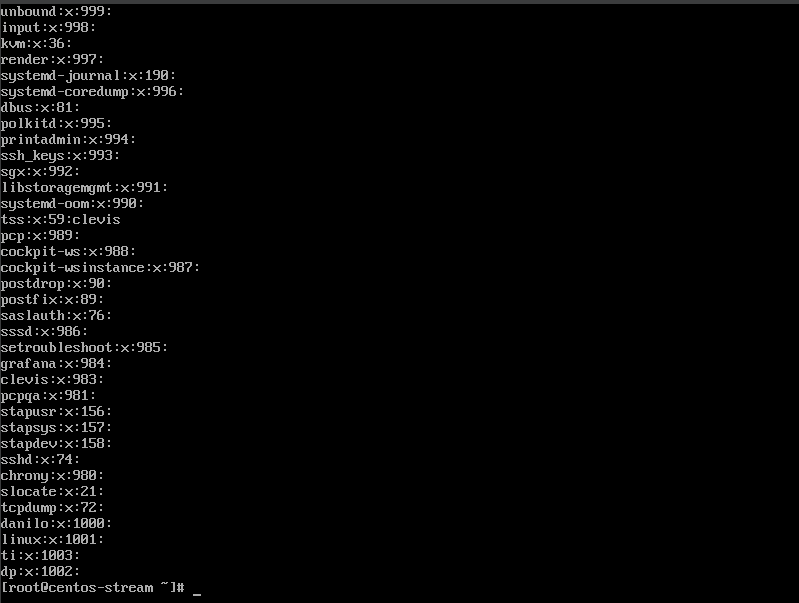 unbound:x:999:
input:x:998:
kvm:x:36:
render:x:997:
systemd-journal:x:190:
systemd-coredump:x:996:
dbus:x:81:
polkitd:x:995:
printadmin:x:994:
ssh_keys:x:993:
sgx:x:992:
libstoragemgmt:x:991:
systemd-oom:x:990:
tss:x:59:clevis
pcp:x:989:
cockpit-ws:x:988:
cockpit-wsinstance:x:987:
postdrop:x:90:
postfix:x:89:
saslauth:x:76:
sssd:x:986:
setroubleshoot:x:985:
grafana:x:984:
clevis:x:983:
pcpqa:x:981:
stapusr:x:156:
stapsys:x:157:
stapdev:x:158:
sshd:x:74:
chrony:x:980:
slocate:x:21:
tcpdump:x:72:
danilo:x:1000:
linux:x:1001:
ti:x:1003:
dp:x:1002:
[root@centos-stream ~]# _